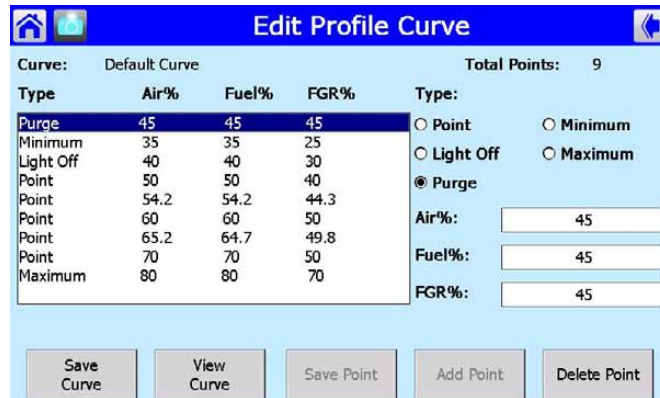 Edit Profile Curve
Curve: Default Curve Total Points: 9
Type Air% Fuel% FGR% Type:
Purge 45 45 45
Minimum 35 35 25
Light Off 40 40 30
Point 50 50 40
Point 54.2 54.2 44.3
Point 60 60 50
Point 65.2 64.7 49.8
Point 70 70 50
Maximum 80 80 70
Point Minimum
Light Off Maximum
Purge
Air%: 45
Fuel%: 45
FGR%: 45
Save Curve View Curve Save Point Add Point Delete Point